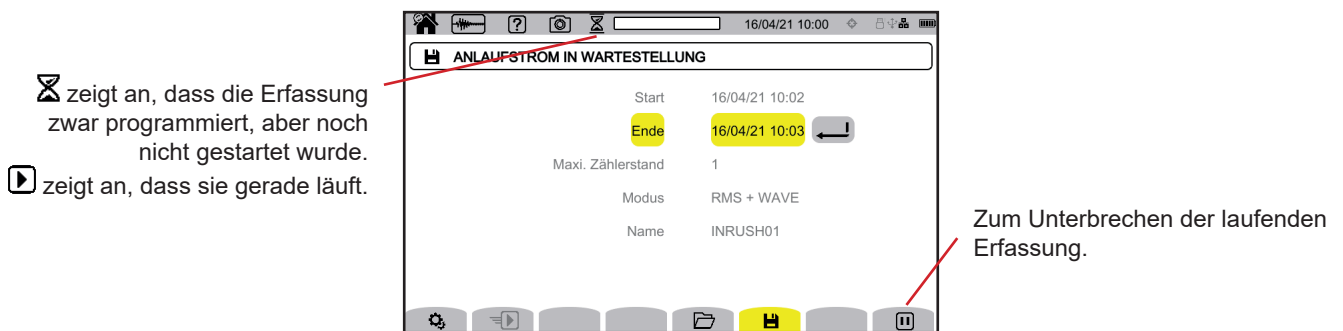 16/04/21 10:00
ANLAUFSTROM IN WARTESTELLUNG
zeigt an, dass die Erfassung
zwar programmiert, aber noch
nicht gestartet wurde.
zeigt an, dass sie gerade läuft.
Start 16/04/21 10:02
Ende 16/04/21 10:03
Maxi. Zählerstand 1
Modus RMS + WAVE
Name INRUSH01
Zum Unterbrechen der laufenden
Erfassung.